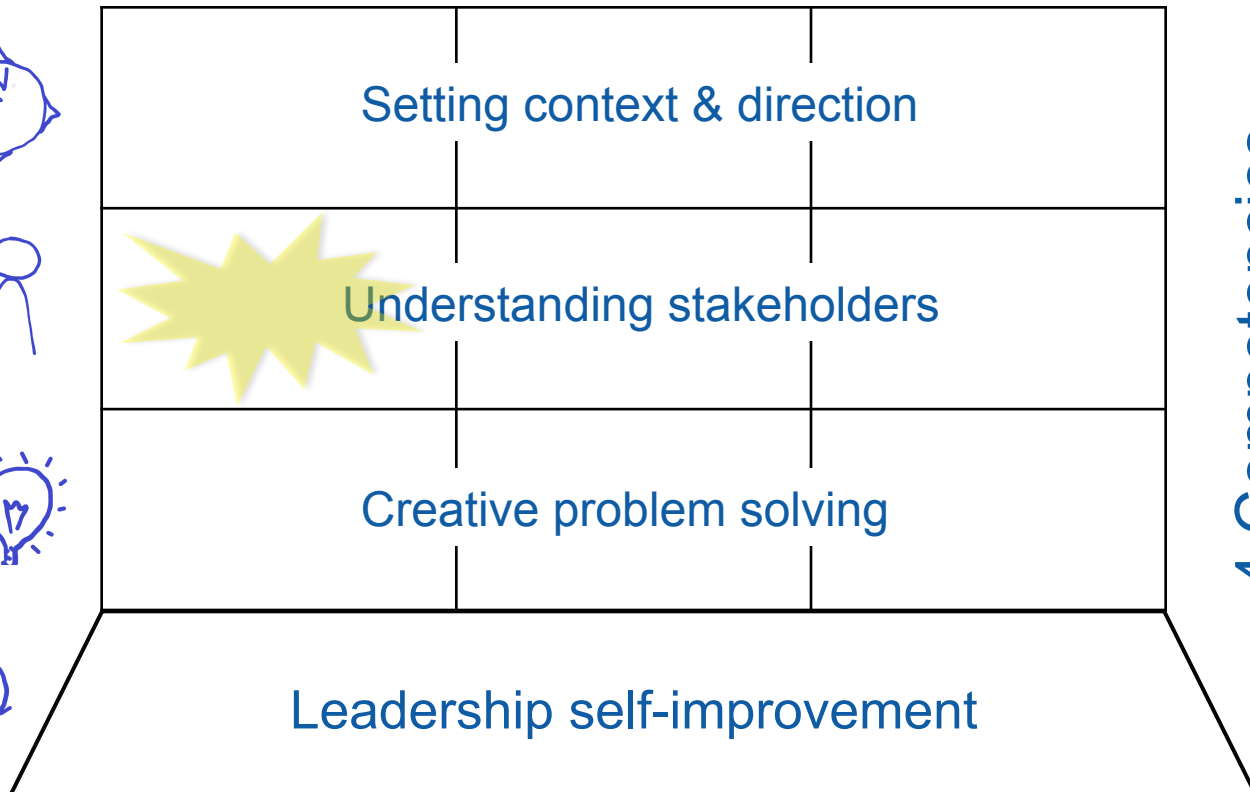 Setting context & direction
Understanding stakeholders
Creative problem solving
Leadership self-improvement